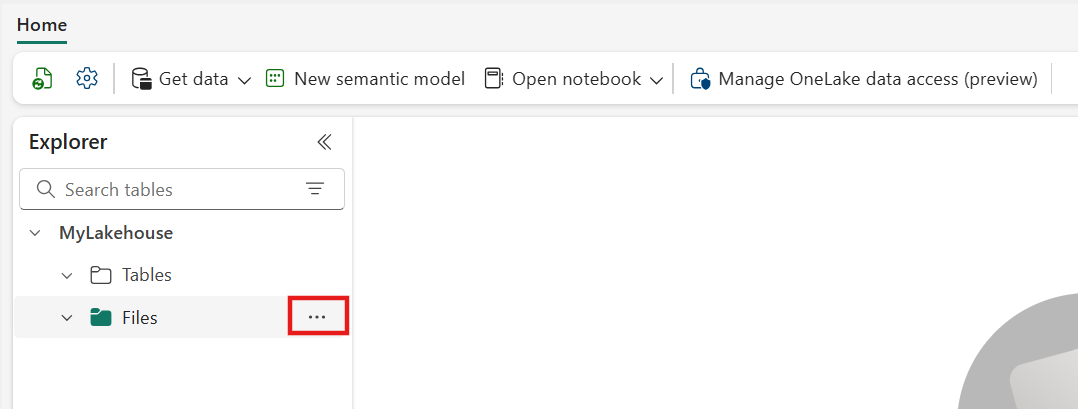 Home
Get data New semantic model Open notebook Manage OneLake data access (preview)
Explorer
Search tables
MyLakehouse
Tables
Files